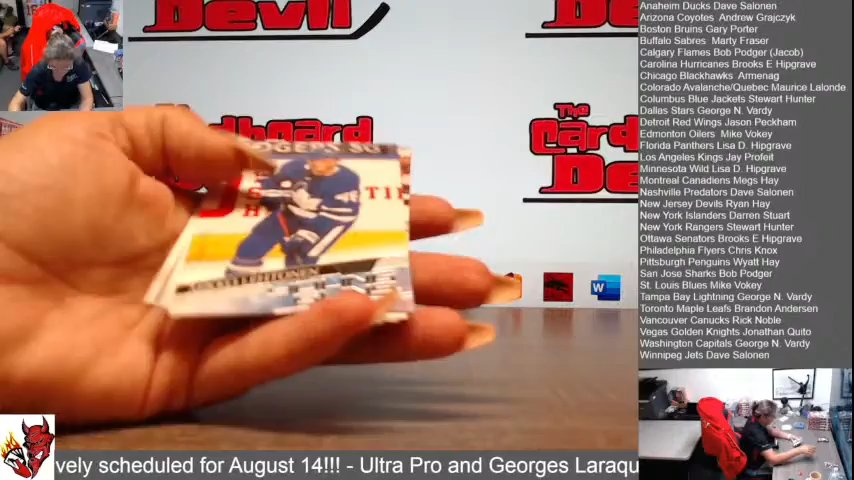 Devil
The
Cardboard
Devil
The
Card
De
LEHTONEN
W
Anaheim Ducks Dave Salonen
Arizona Coyotes Andrew Grajczyk
Boston Bruins Gary Porter
Buffalo Sabres Marty Fraser
Calgary Flames Bob Podger (Jacob)
Carolina Hurricanes Brooks E Hipgrave
Chicago Blackhawks Armenag
Colorado Avalanche/Quebec Maurice Lalonde
Columbus Blue Jackets Stewart Hunter
Dallas Stars George N. Vardy
Detroit Red Wings Jason Peckham
Edmonton Oilers Mike Vokey
Florida Panthers Lisa D. Hipgrave
Los Angeles Kings Jay Profeit
Minnesota Wild Lisa D. Hipgrave
Montreal Canadiens Megs Hay
Nashville Predators Dave Salonen
New Jersey Devils Ryan Hay
New York Islanders Darren Stuart
New York Rangers Stewart Hunter
Ottawa Senators Brooks E Hipgrave
Philadelphia Flyers Chris Knox
Pittsburgh Penguins Wyatt Hay
San Jose Sharks Bob Podger
St. Louis Blues Mike Vokey
Tampa Bay Lightning George N. Vardy
Toronto Maple Leafs Brandon Andersen
Vancouver Canucks Rick Noble
Vegas Golden Knights Jonathan Quito
Washington Capitals George N. Vardy
Winnipeg Jets Dave Salonen
vely scheduled for August 14!!! - Ultra Pro and Georges Laraqu